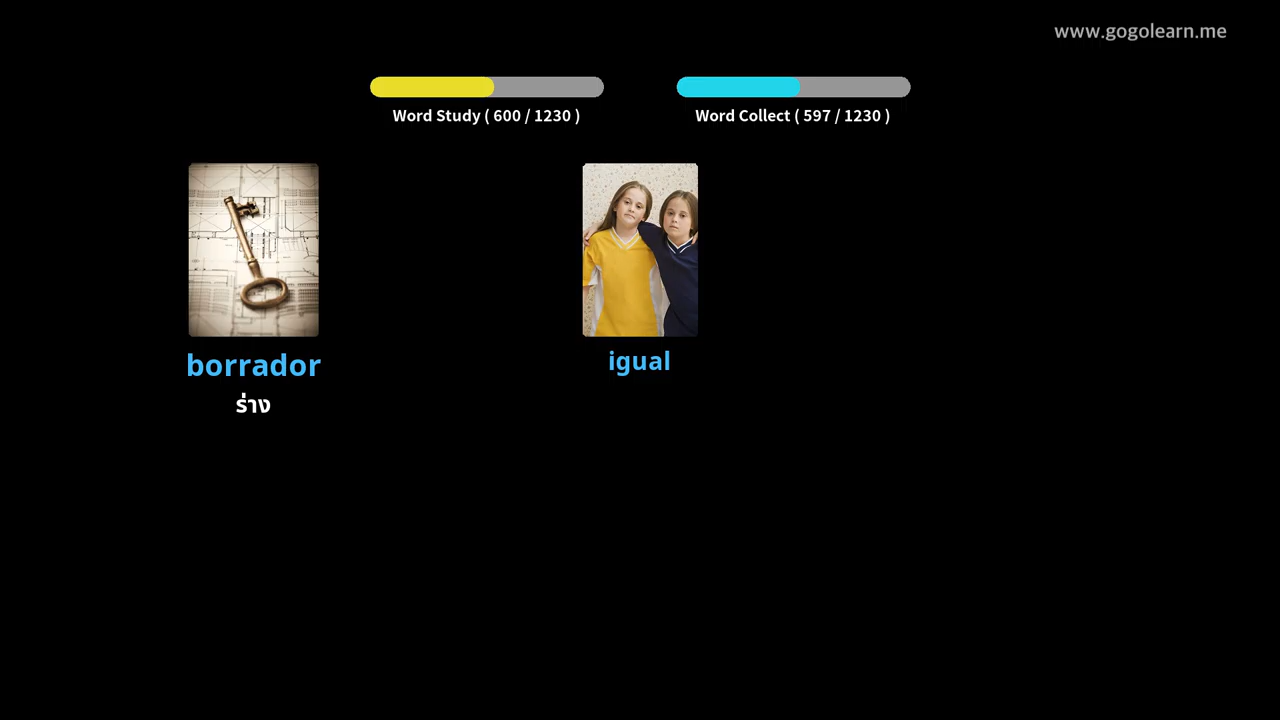 www.gogolearn.me
Word Study ( 600 / 1230 )
Word Collect ( 597 / 1230 )
borrador
ร่าง
igual